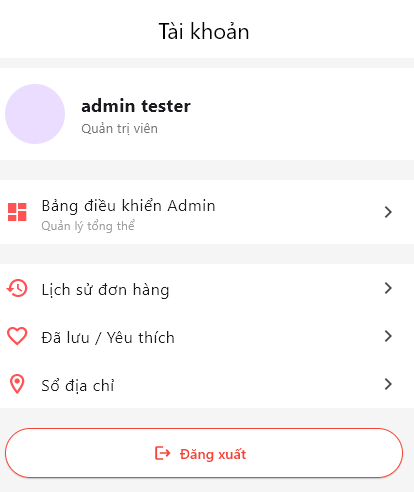 Tài khoản
admin tester
Quản trị viên
Bảng điều khiển Admin
Quản lý tổng thể
Lịch sử đơn hàng
Đã lưu / Yêu thích
Sổ địa chỉ
Đăng xuất